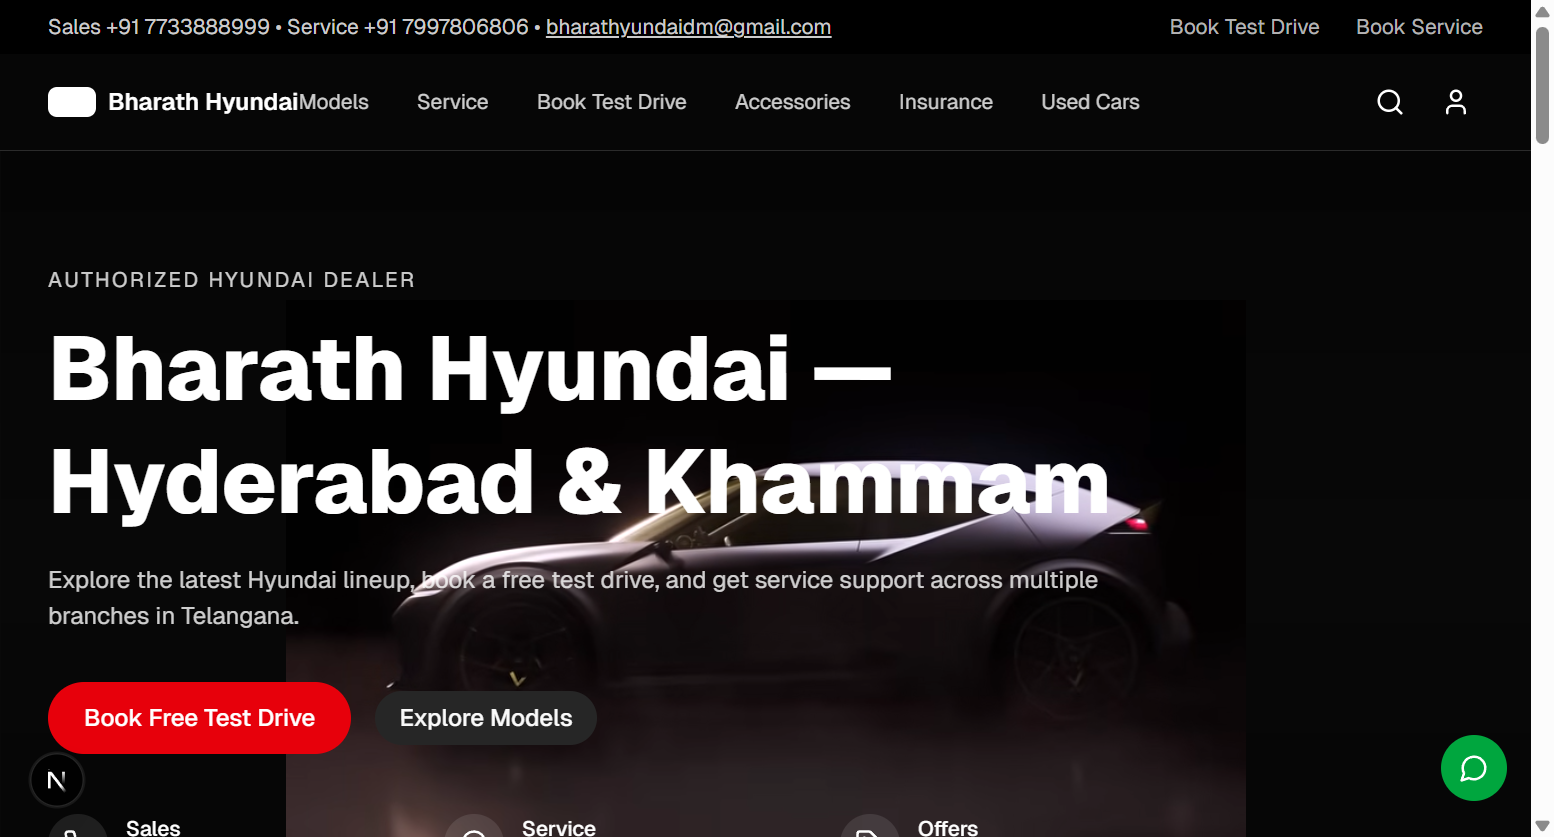 Sales +91 7733888999 • Service +91 7997806806 • bharathyundaidm@gmail.com
Book Test Drive
Book Service
Bharath Hyundai
Models
Service
Book Test Drive
Accessories
Insurance
Used Cars
AUTHORIZED HYUNDAI DEALER
Bharath Hyundai —
Hyderabad & Khammam
Explore the latest Hyundai lineup, book a free test drive, and get service support across multiple
branches in Telangana.
Book Free Test Drive
Explore Models
N
Sales
Service
Offers